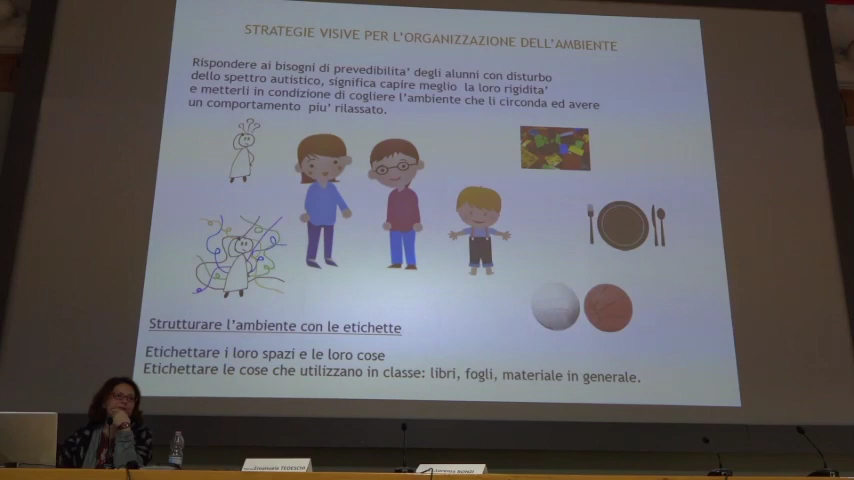 STRATEGIE VISIVE PER L'ORGANIZZAZIONE DELL'AMBIENTE
Rispondere ai bisogni di prevedibilita' degli alunni con disturbo
dello spettro autistico, significa capire meglio la loro rigidita'
e metterli in condizione di cogliere l'ambiente che li circonda ed avere
un comportamento piu' rilassato.
Strutturare l'ambiente con le etichette
Etichettare i loro spazi e le loro cose
Etichettare le cose che utilizzano in classe: libri, fogli, materiale in generale.
TEDESCHI